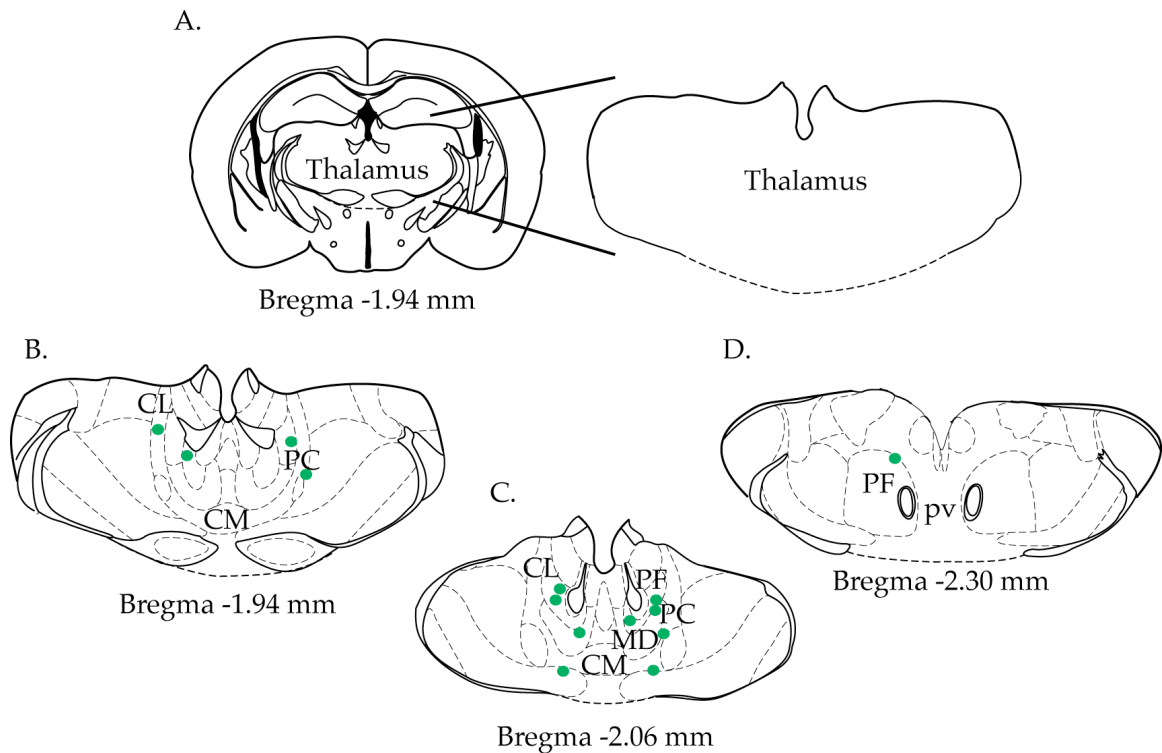 A.
Thalamus
Thalamus
Bregma -1.94 mm
B.
CL
PC
CM
Bregma -1.94 mm
C.
CL
PF
PC
MD
CM
Bregma -2.06 mm
D.
PF
pv
Bregma -2.30 mm